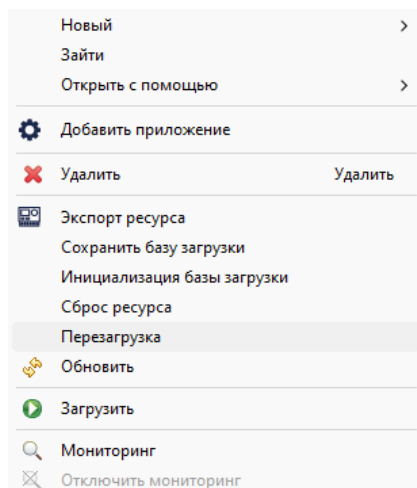 Новый
Зайти
Открыть с помощью
Добавить приложение
Удалить Удалить
Экспорт ресурса
Сохранить базу загрузки
Инициализация базы загрузки
Сброс ресурса
Перезагрузка
Обновить
Загрузить
Мониторинг
Отключить мониторинг